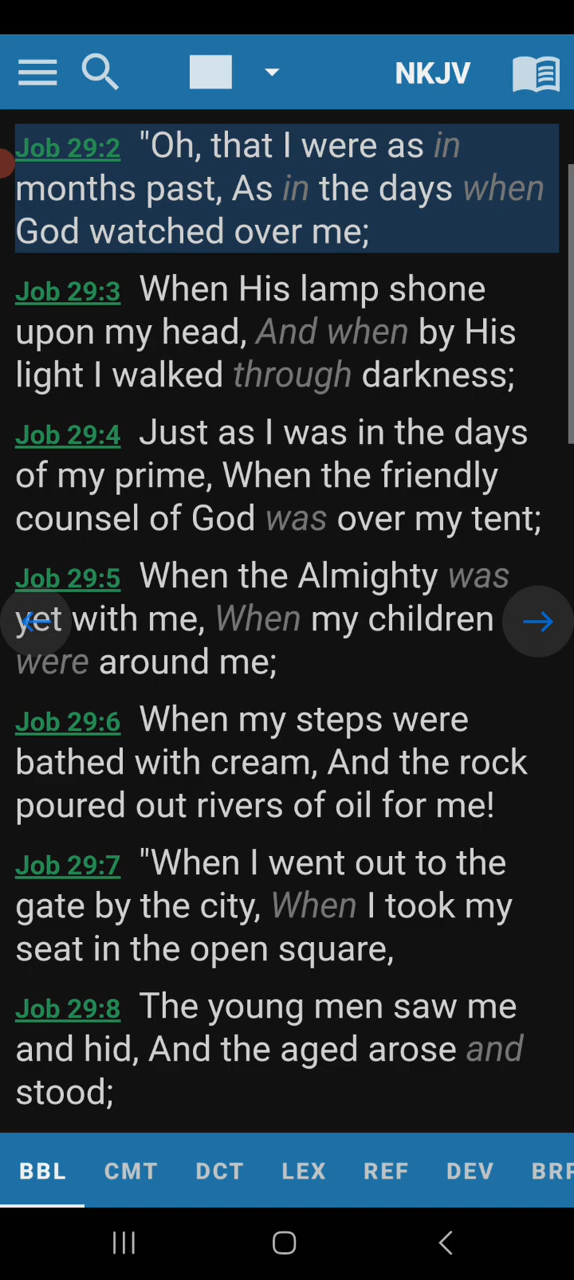 NKJV
Job 29:2 "Oh, that I were as in
months past, As in the days when
God watched over me;
Job 29:3 When His lamp shone
upon my head, And when by His
light I walked through darkness;
Job 29:4 Just as I was in the days
of my prime, When the friendly
counsel of God was over my tent;
Job 29:5 When the Almighty was
yet with me, When my children
were around me;
Job 29:6 When my steps were
bathed with cream, And the rock
poured out rivers of oil for me!
Job 29:7 "When I went out to the
gate by the city, When I took my
seat in the open square,
Job 29:8 The young men saw me
and hid, And the aged arose and
stood;
BBL CMT DCT LEX REF DEV BRP